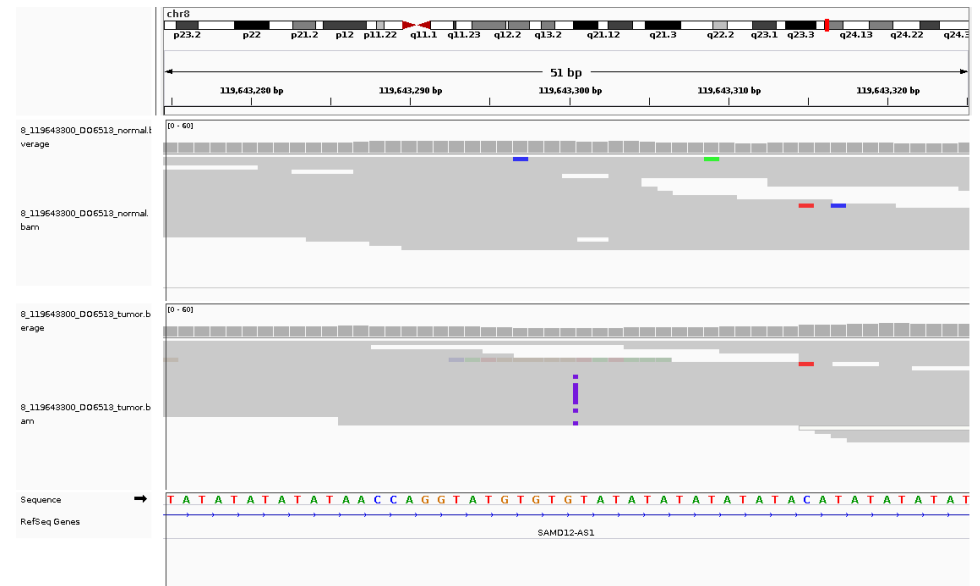 chr8
p23.2 p22 p21.2 p12 p11.22 q11.1 q11.23 q12.2 q13.2 q21.12 q21.3 q22.2 q23.1 q23.3 q24.13 q24.22 q24.3
51 bp
119,643,280 bp 119,643,290 bp 119,643,300 bp 119,643,310 bp 119,643,320 bp
[0 - 60]
8_119643300_DO6513_normal.b
verage
8_119643300_DO6513_normal.
bam
[0 - 60]
8_119643300_DO6513_tumor.b
erage
8_119643300_DO6513_tumor.b
am
Sequence
T A T A T A T A T A T A A C C A G G T A T G T G T G T A T A T A T A T A T A T A C A T A T A T A T A T
RefSeq Genes
SAMD12-AS1